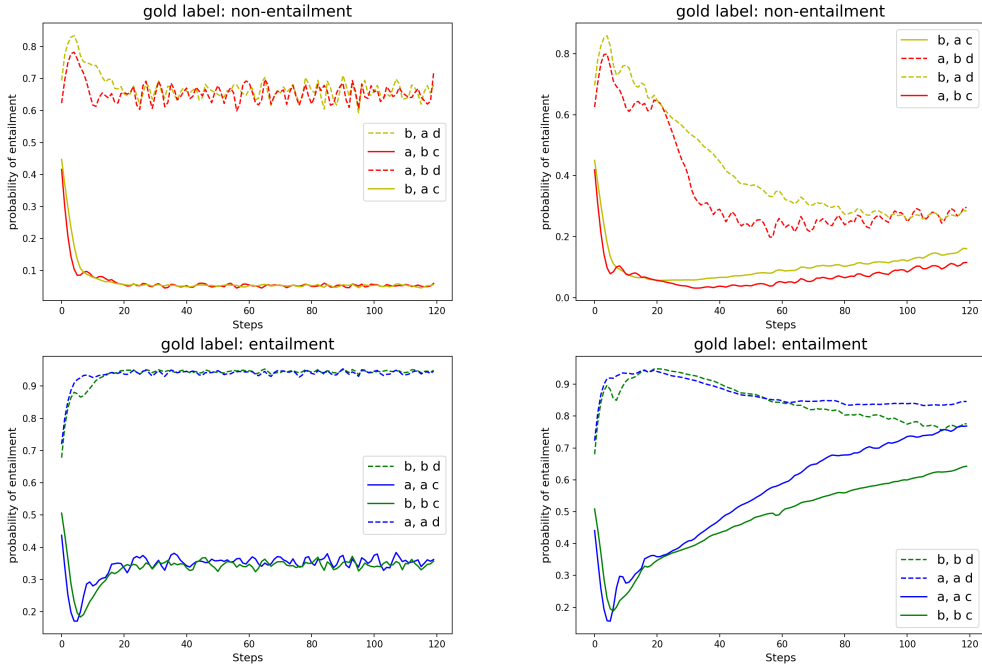 gold label: non-entailment
probability of entailment
0.8
0.7
0.6
0.5
0.4
0.3
0.2
0.1
b, a d
a, b c
a, b d
b, a c
0 20 40 60 80 100 120
Steps
gold label: non-entailment
probability of entailment
0.8
0.6
0.4
0.2
0.0
b, a c
a, b d
b, a d
a, b c
0 20 40 60 80 100 120
Steps
gold label: entailment
probability of entailment
0.9
0.8
0.7
0.6
0.5
0.4
0.3
0.2
b, b d
a, a c
b, b c
a, a d
0 20 40 60 80 100 120
Steps
gold label: entailment
probability of entailment
0.9
0.8
0.7
0.6
0.5
0.4
0.3
0.2
b, b d
a, a d
a, a c
b, b c
0 20 40 60 80 100 120
Steps